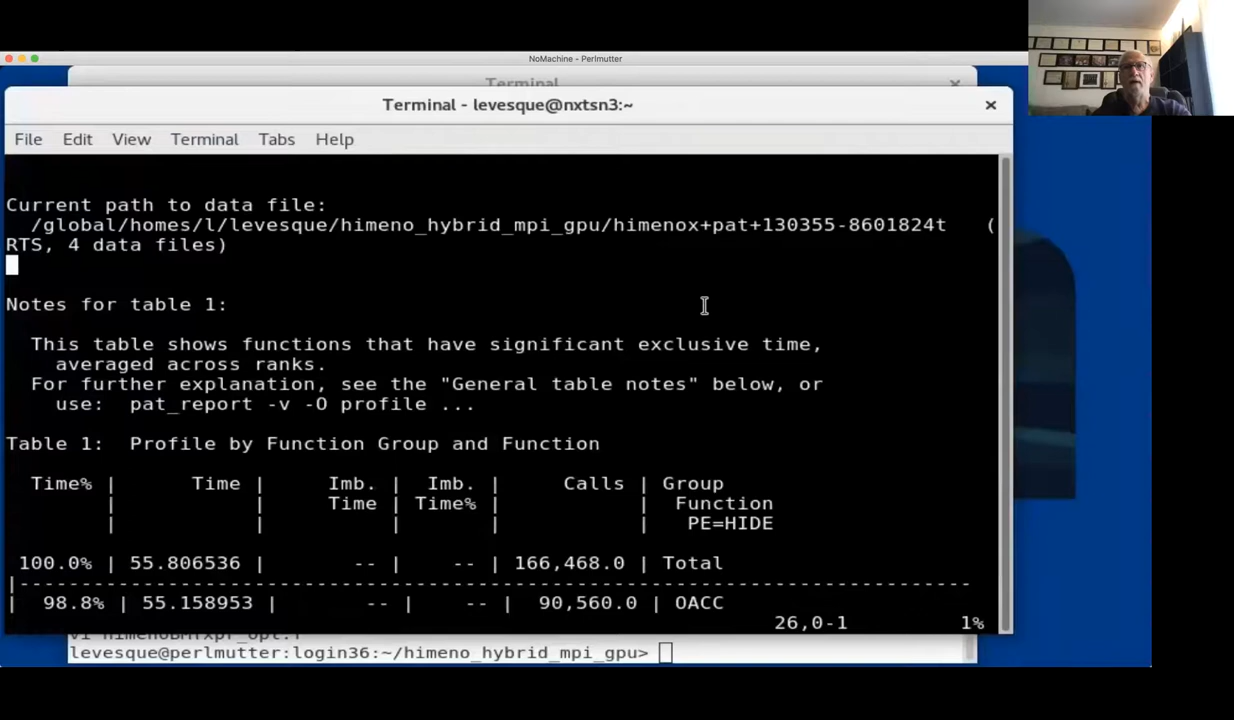 NoMachine - Perlmutter
Terminal
Terminal - levesque@nxtsn3:~
File Edit View Terminal Tabs Help
Current path to data file:
/global/homes/l/levesque/himeno_hybrid_mpi_gpu/himenox+pat+130355-8601824t (
RTS, 4 data files)
Notes for table 1:
This table shows functions that have significant exclusive time,
averaged across ranks.
For further explanation, see the "General table notes" below, or
use: pat_report -v -O profile ...
Table 1: Profile by Function Group and Function
Time% | Time | Imb. | Imb. | Calls | Group
| | Time | Time% | | Function
| | | | | PE=HIDE
100.0% | 55.806536 | -- | -- | 166,468.0 | Total
|-----------------------------------------------------------------------------
| 98.8% | 55.158953 | -- | -- | 90,560.0 | OACC
26,0-1 1%
levesque@perlmutter:login36:~/himeno_hybrid_mpi_gpu>